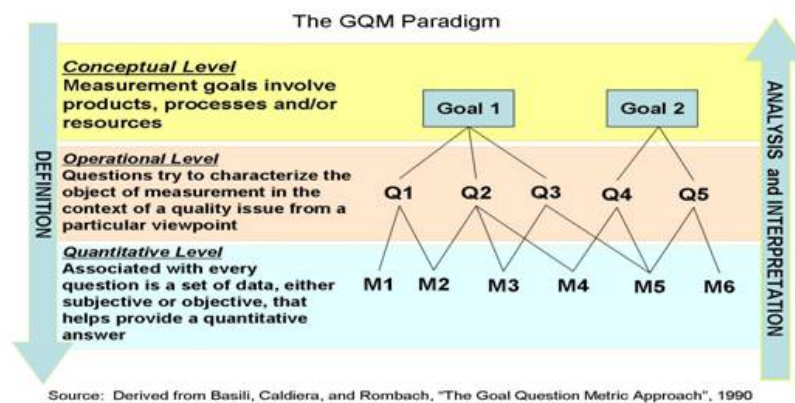 The GQM Paradigm
Conceptual Level
Measurement goals involve
products, processes and/or
resources
Goal 1
Goal 2
Operational Level
Questions try to characterize the
object of measurement in the
context of a quality issue from a
particular viewpoint
Q1 Q2 Q3 Q4 Q5
Quantitative Level
Associated with every
question is a set of data, either
subjective or objective, that
helps provide a quantitative
answer
M1 M2 M3 M4 M5 M6
DEFINITION
ANALYSIS and INTERPRETATION
Source: Derived from Basili, Caldiera, and Rombach, "The Goal Question Metric Approach", 1990